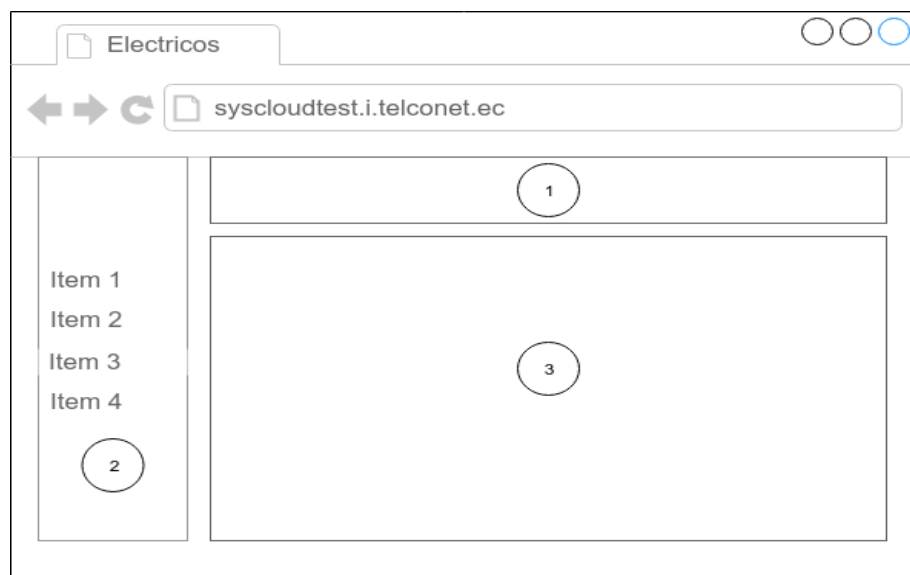 Electricos
syscloudtest.i.telconet.ec
1
Item 1
Item 2
Item 3
Item 4
2
3